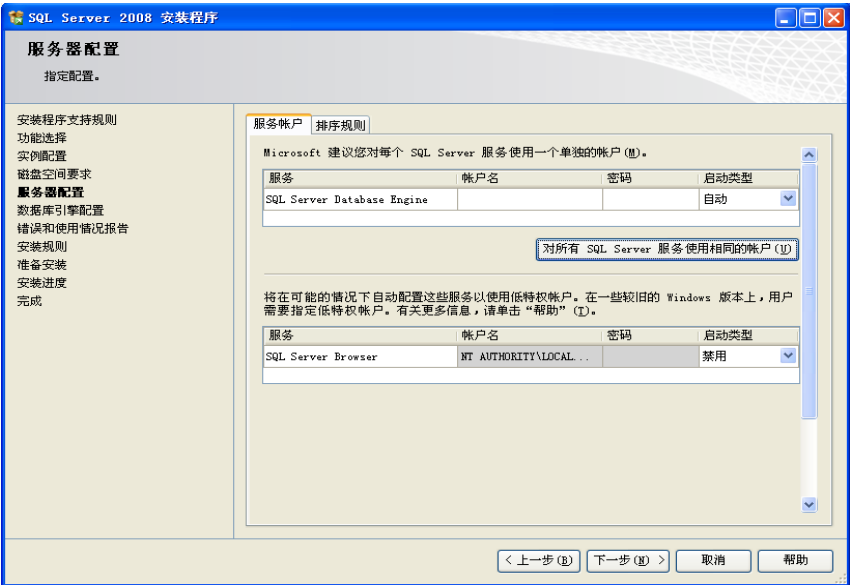 SQL Server 2008 安装程序
服务器配置
指定配置。
安装程序支持规则
功能选择
实例配置
磁盘空间要求
服务器配置
数据库引擎配置
错误和使用情况报告
安装规则
准备安装
安装进度
完成
服务帐户 排序规则
Microsoft 建议您对每个 SQL Server 服务使用一个单独的帐户(M)。
服务 帐户名 密码 启动类型
SQL Server Database Engine 自动
对所有 SQL Server 服务使用相同的帐户(U)
将在可能的情况下自动配置这些服务以使用低特权帐户。在一些较旧的 Windows 版本上，用户
需要指定低特权帐户。有关更多信息，请单击“帮助”(I)。
服务 帐户名 密码 启动类型
SQL Server Browser NT AUTHORITY\LOCAL... 禁用
< 上一步(B) 下一步(N) > 取消 帮助